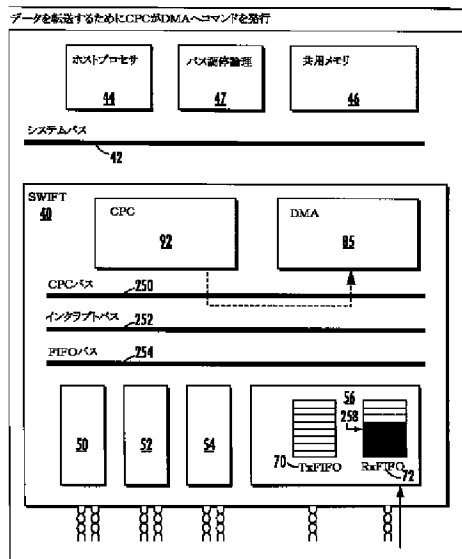 データを転送するためにCPCがDMAへコマンドを発行
ホストプロセサ
44
バス調停論理
47
共用メモリ
46
システムバス
42
SWIFT
40
CPC
92
DMA
85
CPCバス
250
インタラプトバス
252
FIFOバス
254
50
52
54
56
258
70
TxFIFO
RxFIFO
72